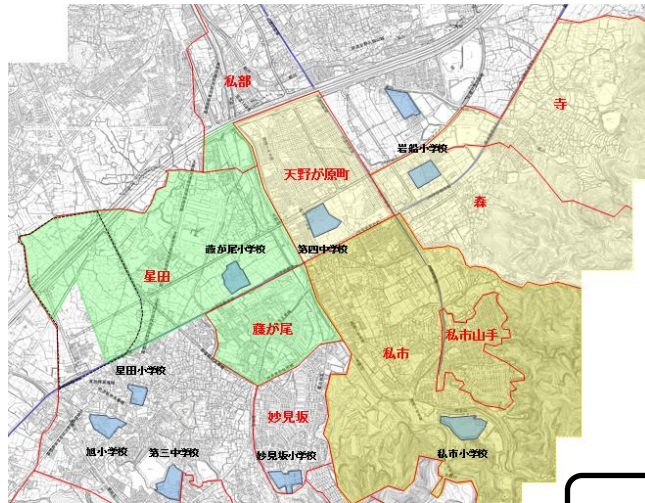 私部
寺
岩船小学校
天野が原町
森
藤が尾小学校
第四中学校
星田
藤が尾
私市山手
私市
星田小学校
妙見坂
旭小学校
第三中学校
妙見坂小学校
私市小学校